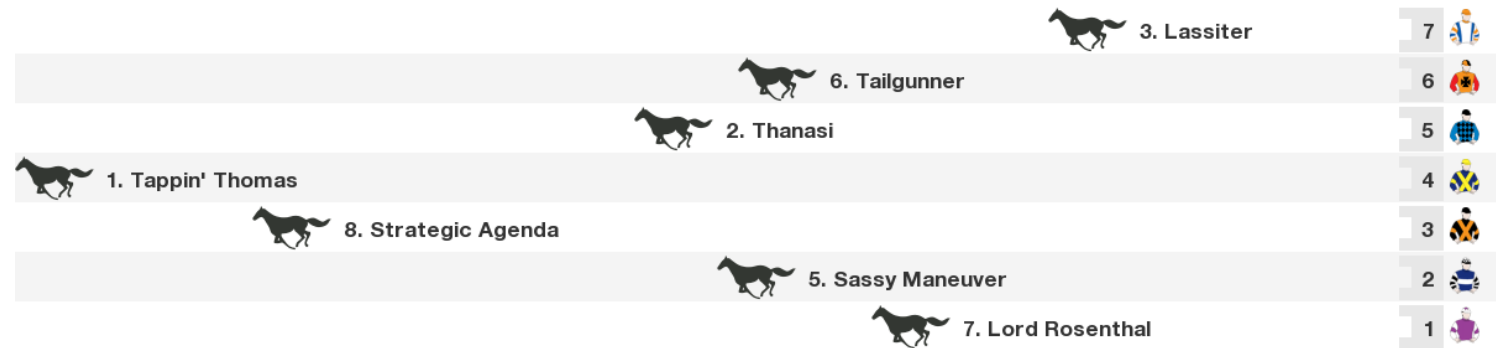 3. Lassiter 7
6. Tailgunner 6
2. Thanasi 5
1. Tappin' Thomas 4
8. Strategic Agenda 3
5. Sassy Maneuver 2
7. Lord Rosenthal 1